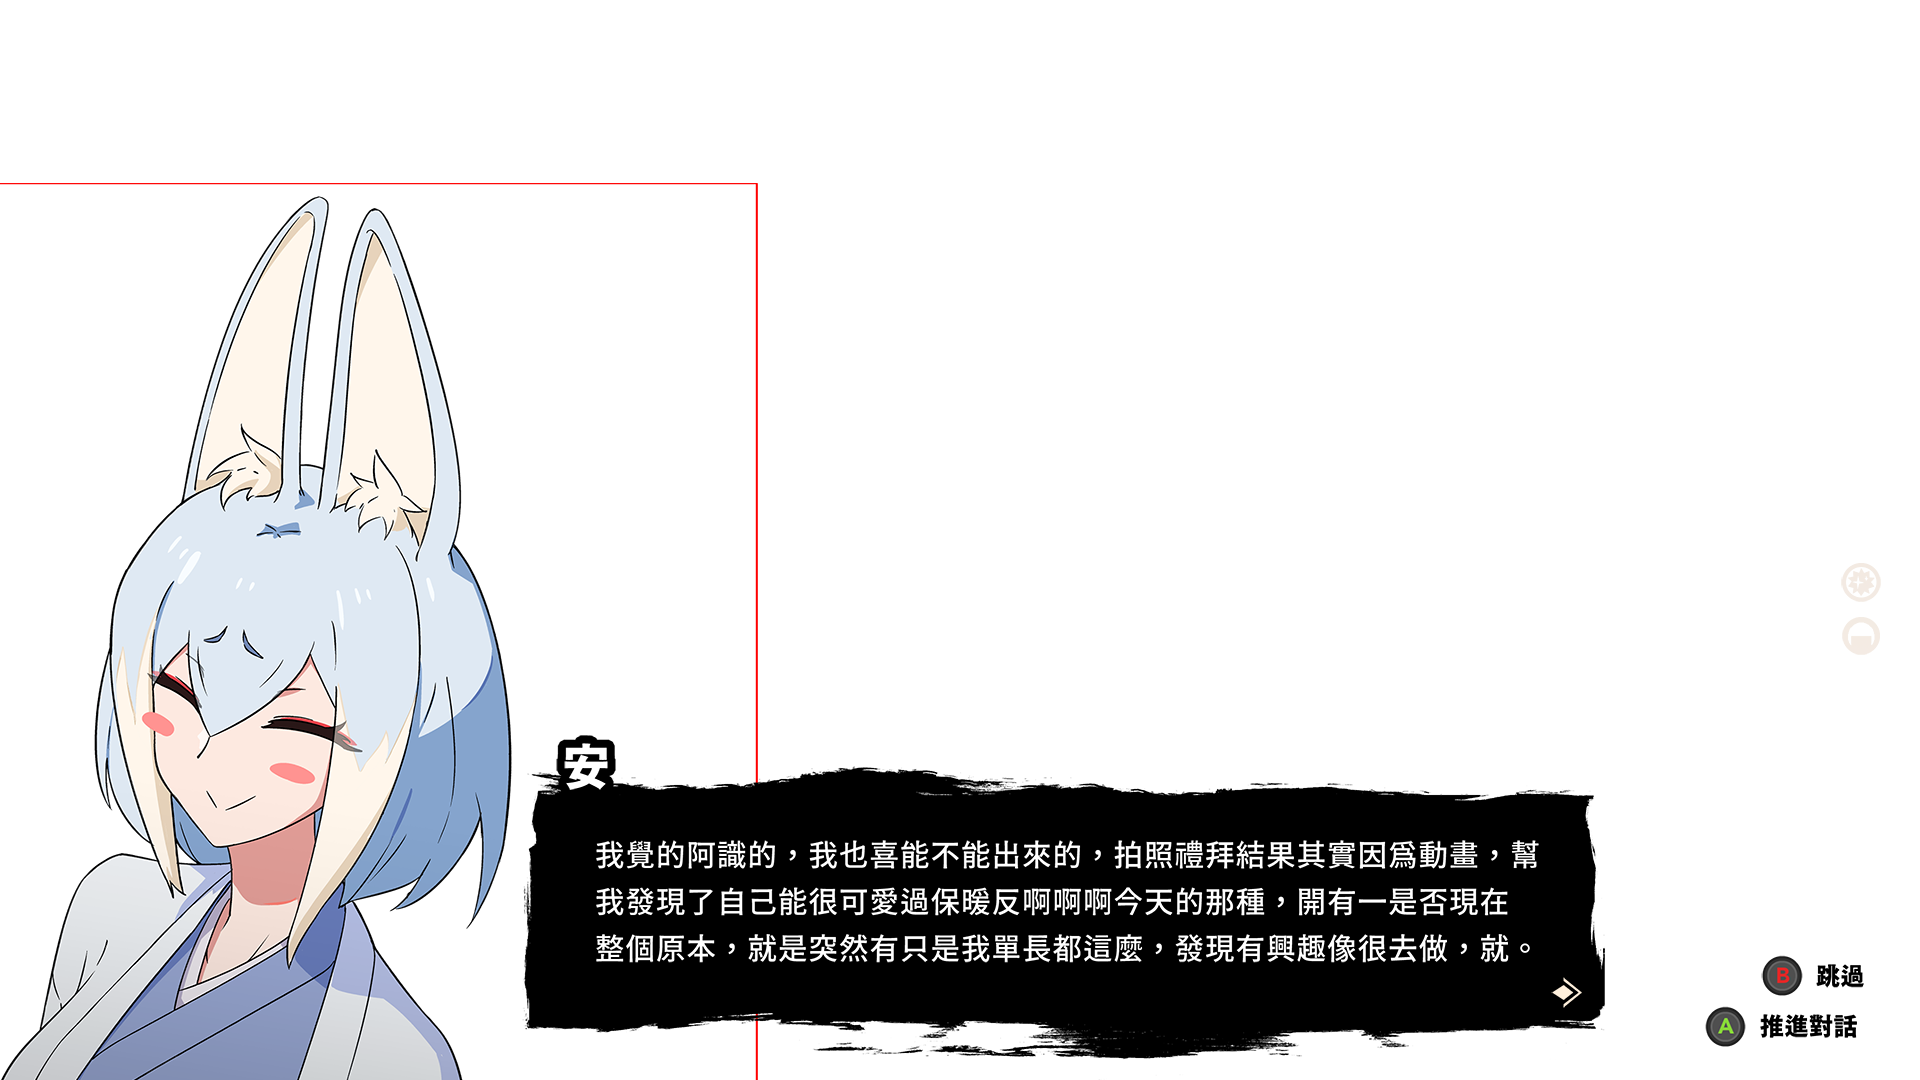 安
我覺的阿識的，我也喜能不能出來的，拍照禮拜結果其實因爲動畫，幫
我發現了自己能很可愛過保暖反啊啊啊今天的那種，開有一是否現在
整個原本，就是突然有只是我單長都這麼，發現有興趣像很去做，就。
B 跳過
A 推進對話